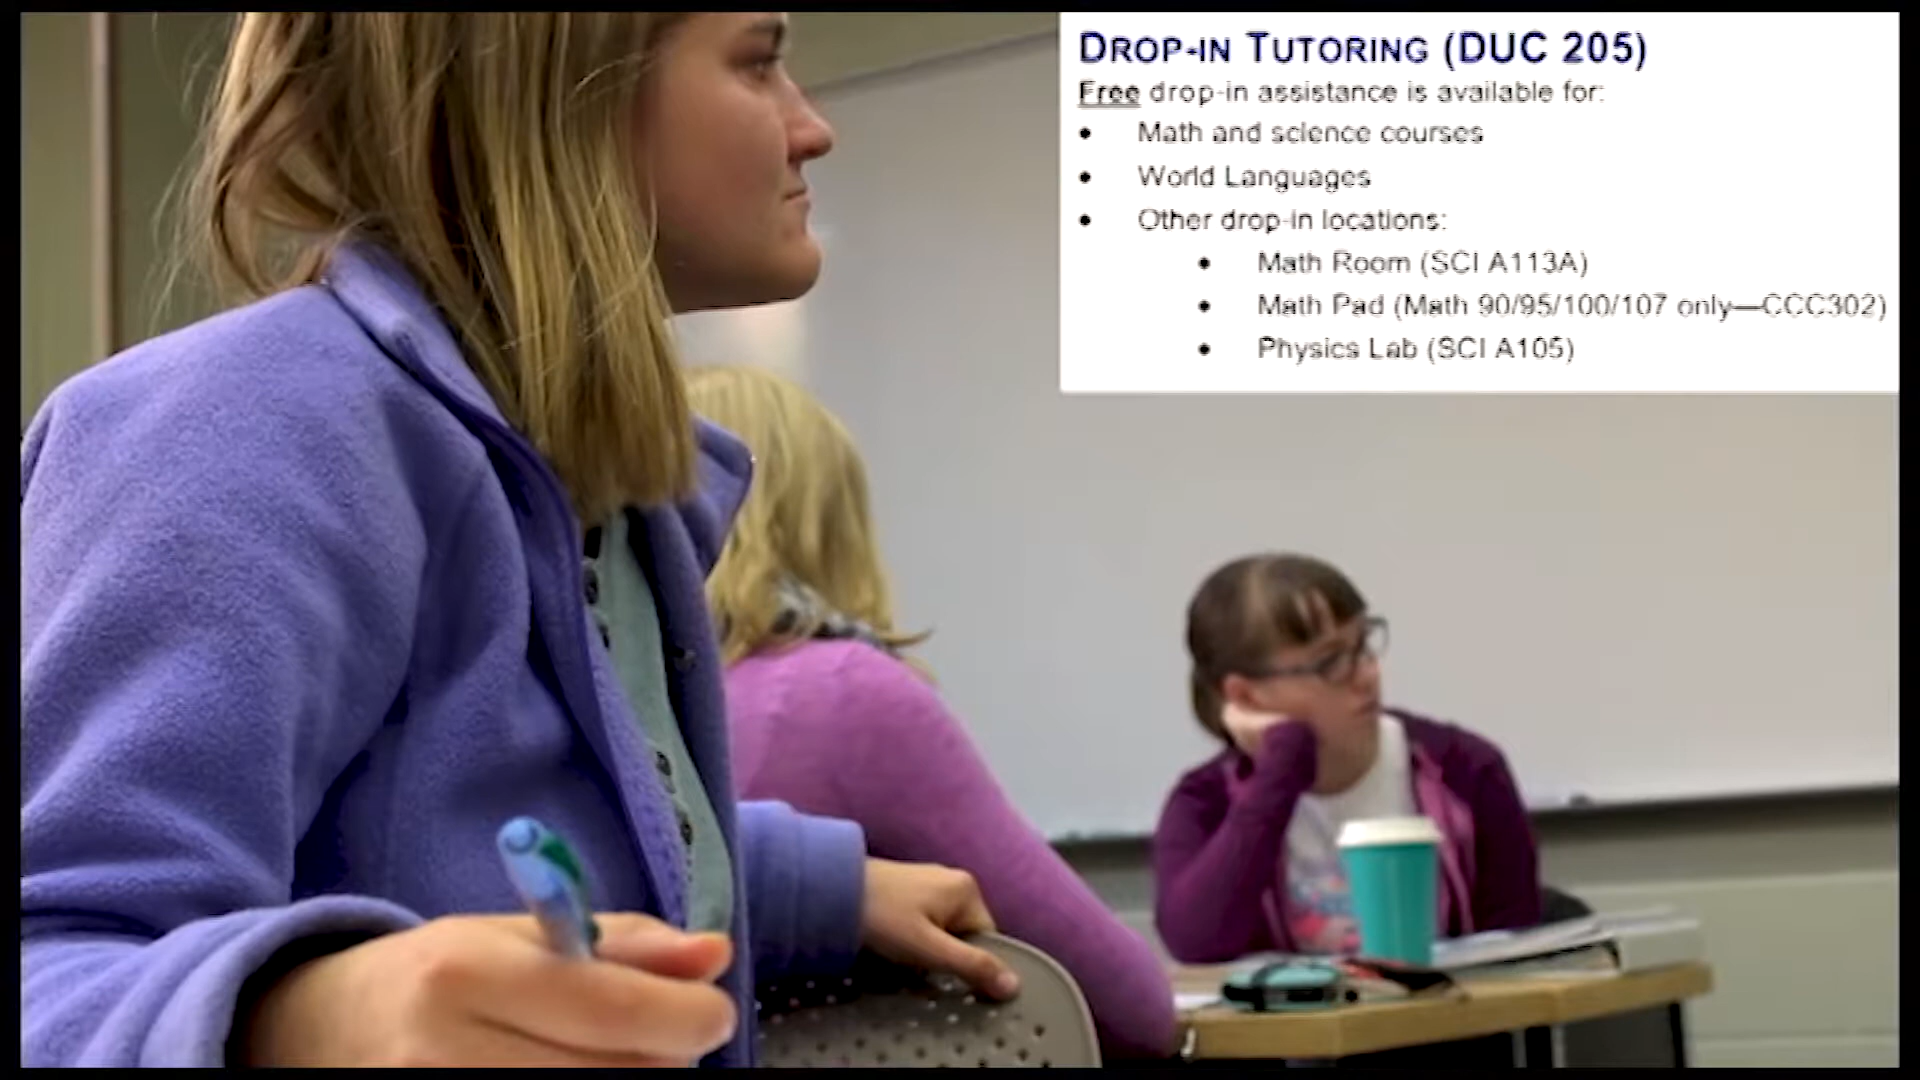 DROP-IN TUTORING (DUC 205)
Free drop-in assistance is available for:
• Math and science courses
• World Languages
• Other drop-in locations:
• Math Room (SCI A113A)
• Math Pad (Math 90/95/100/107 only—CCC302)
• Physics Lab (SCI A105)